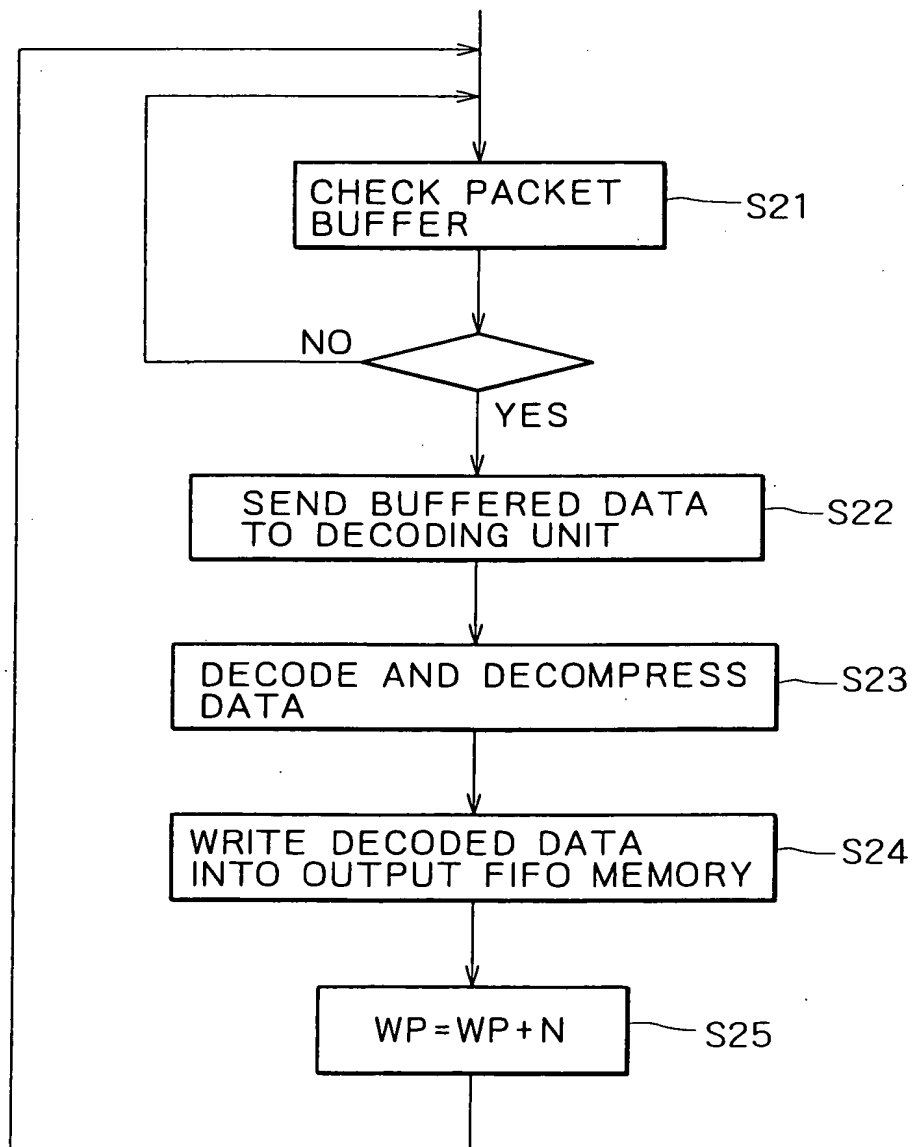 CHECK PACKET
BUFFER
S21
NO
YES
SEND BUFFERED DATA
TO DECODING UNIT
S22
DECODE AND DECOMPRESS
DATA
S23
WRITE DECODED DATA
INTO OUTPUT FIFO MEMORY
S24
WP=WP+N
S25